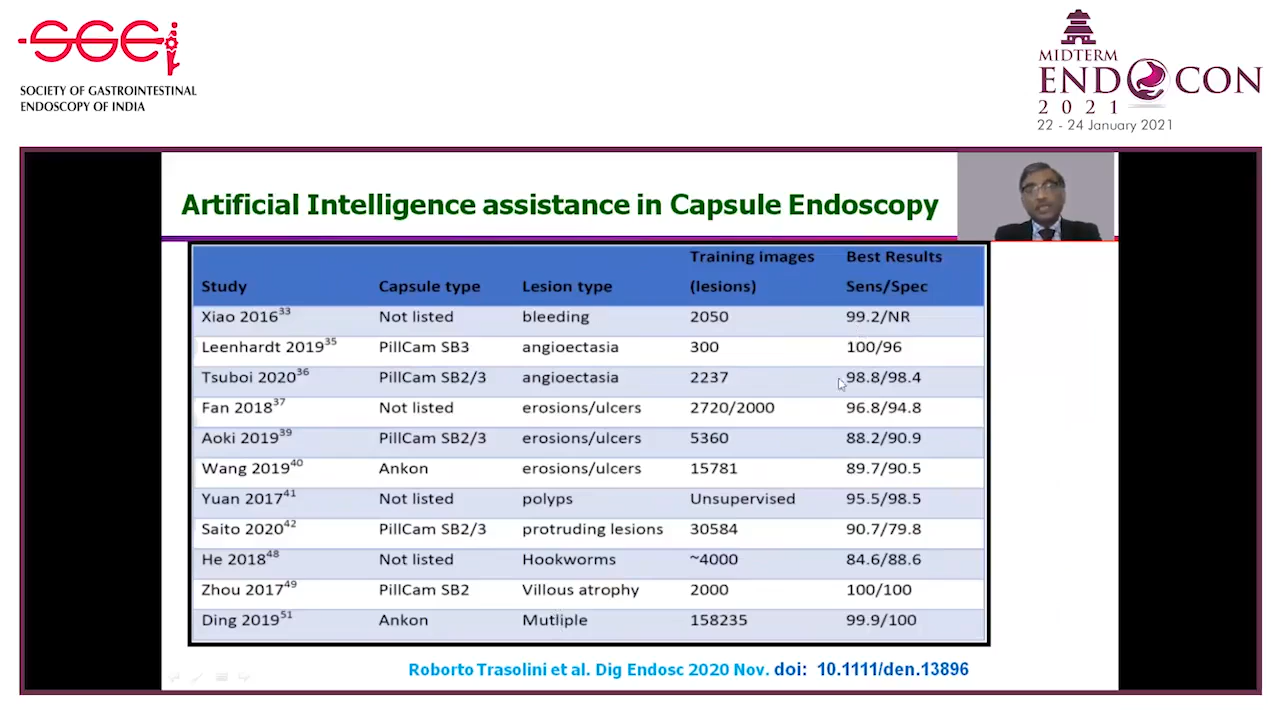 SGEi
SOCIETY OF GASTROINTESTINAL
ENDOSCOPY OF INDIA
MIDTERM
ENDOCON
2021
22 - 24 January 2021
Artificial Intelligence assistance in Capsule Endoscopy
Study Capsule type Lesion type Training images (lesions) Best Results Sens/Spec
Xiao 2016³³ Not listed bleeding 2050 99.2/NR
Leenhardt 2019³⁵ PillCam SB3 angioectasia 300 100/96
Tsuboi 2020³⁶ PillCam SB2/3 angioectasia 2237 98.8/98.4
Fan 2018³⁷ Not listed erosions/ulcers 2720/2000 96.8/94.8
Aoki 2019³⁹ PillCam SB2/3 erosions/ulcers 5360 88.2/90.9
Wang 2019⁴⁰ Ankon erosions/ulcers 15781 89.7/90.5
Yuan 2017⁴¹ Not listed polyps Unsupervised 95.5/98.5
Saito 2020⁴² PillCam SB2/3 protruding lesions 30584 90.7/79.8
He 2018⁴⁸ Not listed Hookworms ~4000 84.6/88.6
Zhou 2017⁴⁹ PillCam SB2 Villous atrophy 2000 100/100
Ding 2019⁵¹ Ankon Mutliple 158235 99.9/100
Roborto Trasolini et al. Dig Endosc 2020 Nov. doi: 10.1111/den.13896